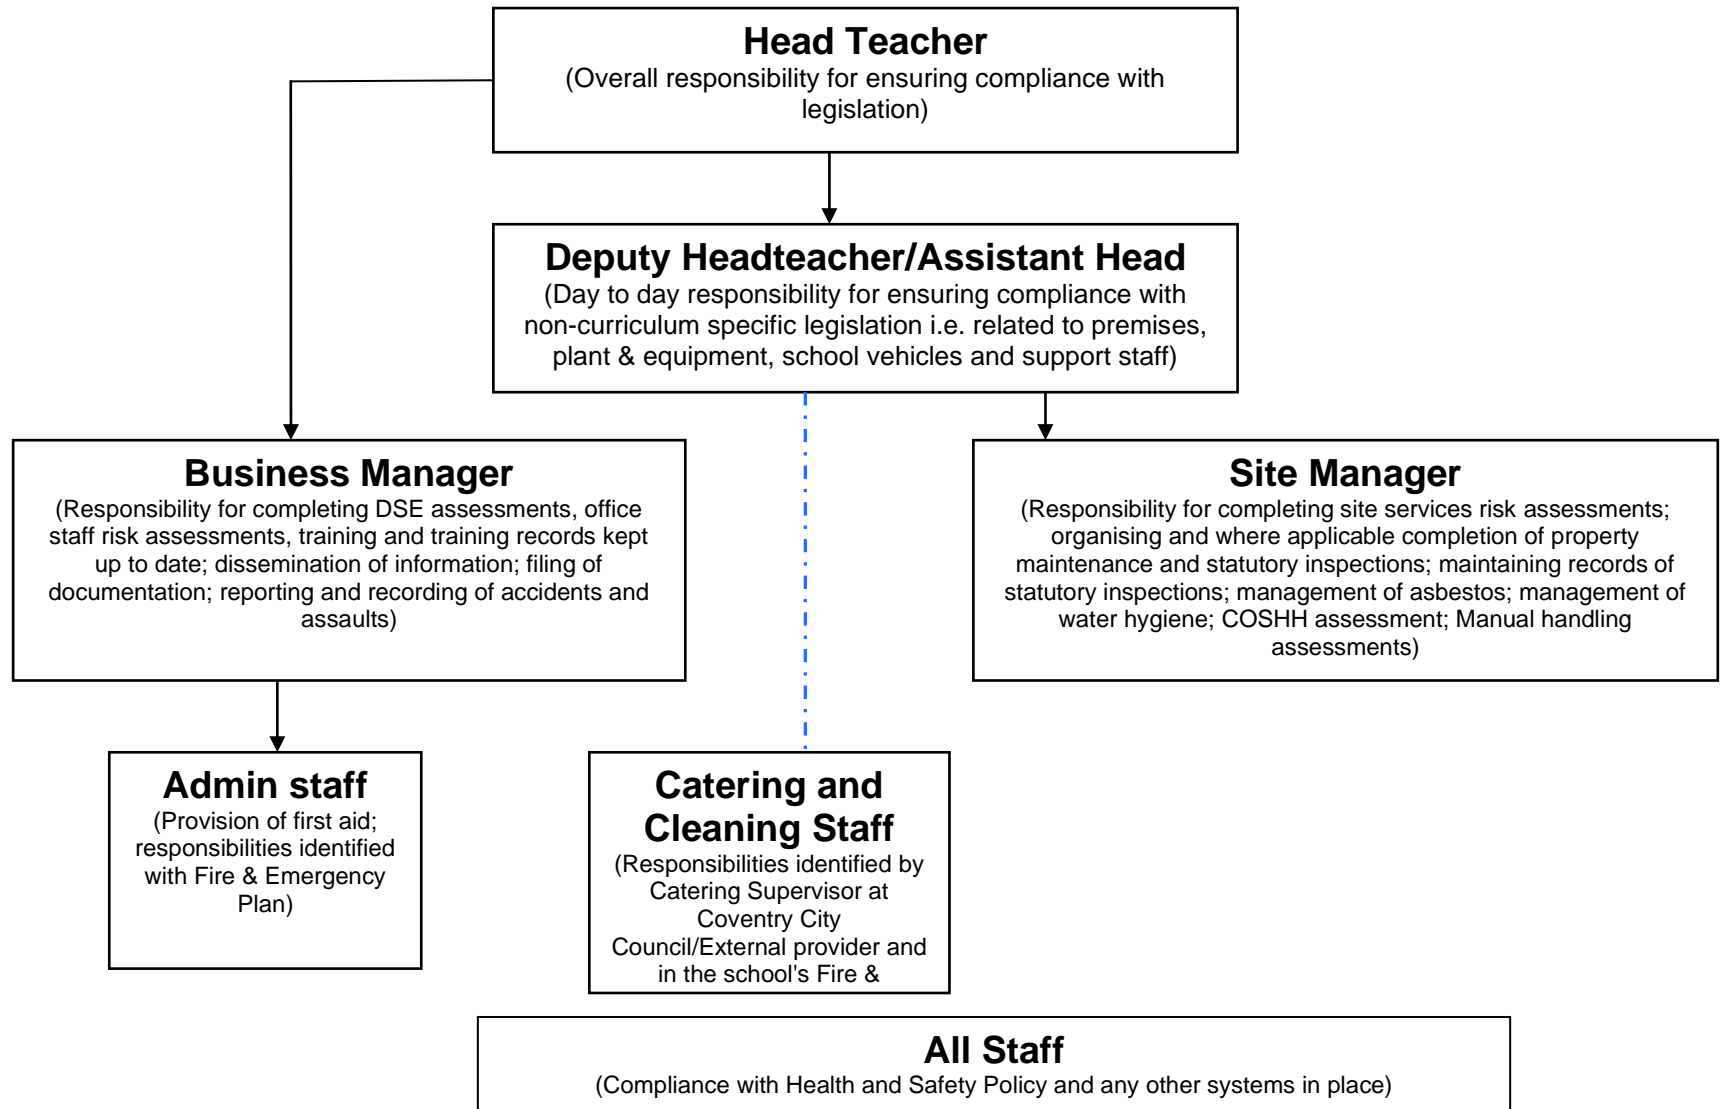 Head Teacher
(Overall responsibility for ensuring compliance with
legislation)
Deputy Headteacher/Assistant Head
(Day to day responsibility for ensuring compliance with
non-curriculum specific legislation i.e. related to premises,
plant & equipment, school vehicles and support staff)
Business Manager
(Responsibility for completing DSE assessments, office
staff risk assessments, training and training records kept
up to date; dissemination of information; filing of
documentation; reporting and recording of accidents and
assaults)
Site Manager
(Responsibility for completing site services risk assessments;
organising and where applicable completion of property
maintenance and statutory inspections; maintaining records of
statutory inspections; management of asbestos; management of
water hygiene; COSHH assessment; Manual handling
assessments)
Admin staff
(Provision of first aid;
responsibilities identified
with Fire & Emergency
Plan)
Catering and
Cleaning Staff
(Responsibilities identified by
Catering Supervisor at
Coventry City
Council/External provider and
in the school's Fire &
All Staff
(Compliance with Health and Safety Policy and any other systems in place)